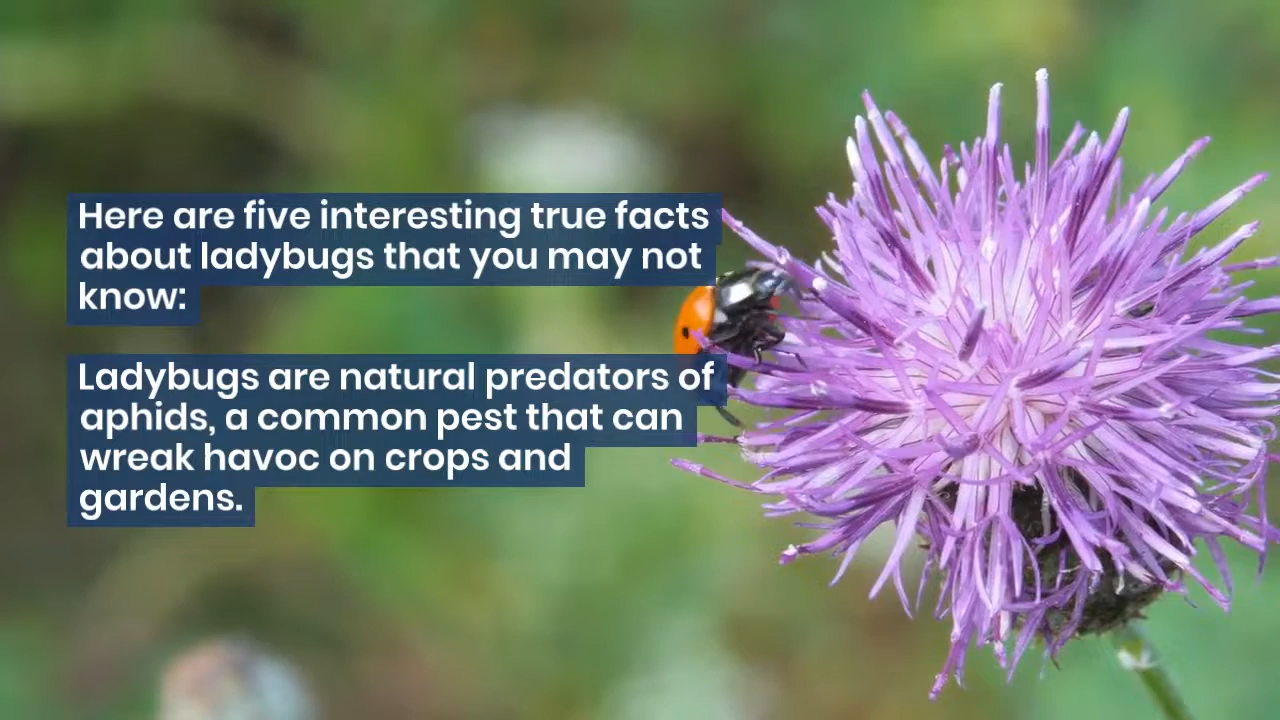 Here are five interesting true facts
about ladybugs that you may not
know:
Ladybugs are natural predators of
aphids, a common pest that can
wreak havoc on crops and
gardens.